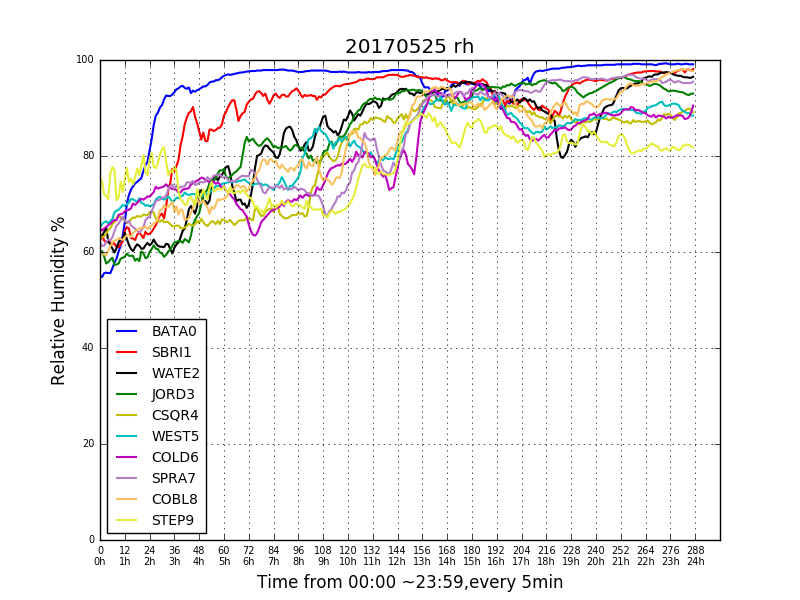 20170525 rh
Relative Humidity %
100
80
60
40
20
0
BATA0
SBRI1
WATE2
JORD3
CSQR4
WEST5
COLD6
SPRA7
COBL8
STEP9
0 12 24 36 48 60 72 84 96 108 120 132 144 156 168 180 192 204 216 228 240 252 264 276 288
0h 1h 2h 3h 4h 5h 6h 7h 8h 9h 10h 11h 12h 13h 14h 15h 16h 17h 18h 19h 20h 21h 22h 23h 24h
Time from 00:00 ~23:59,every 5min